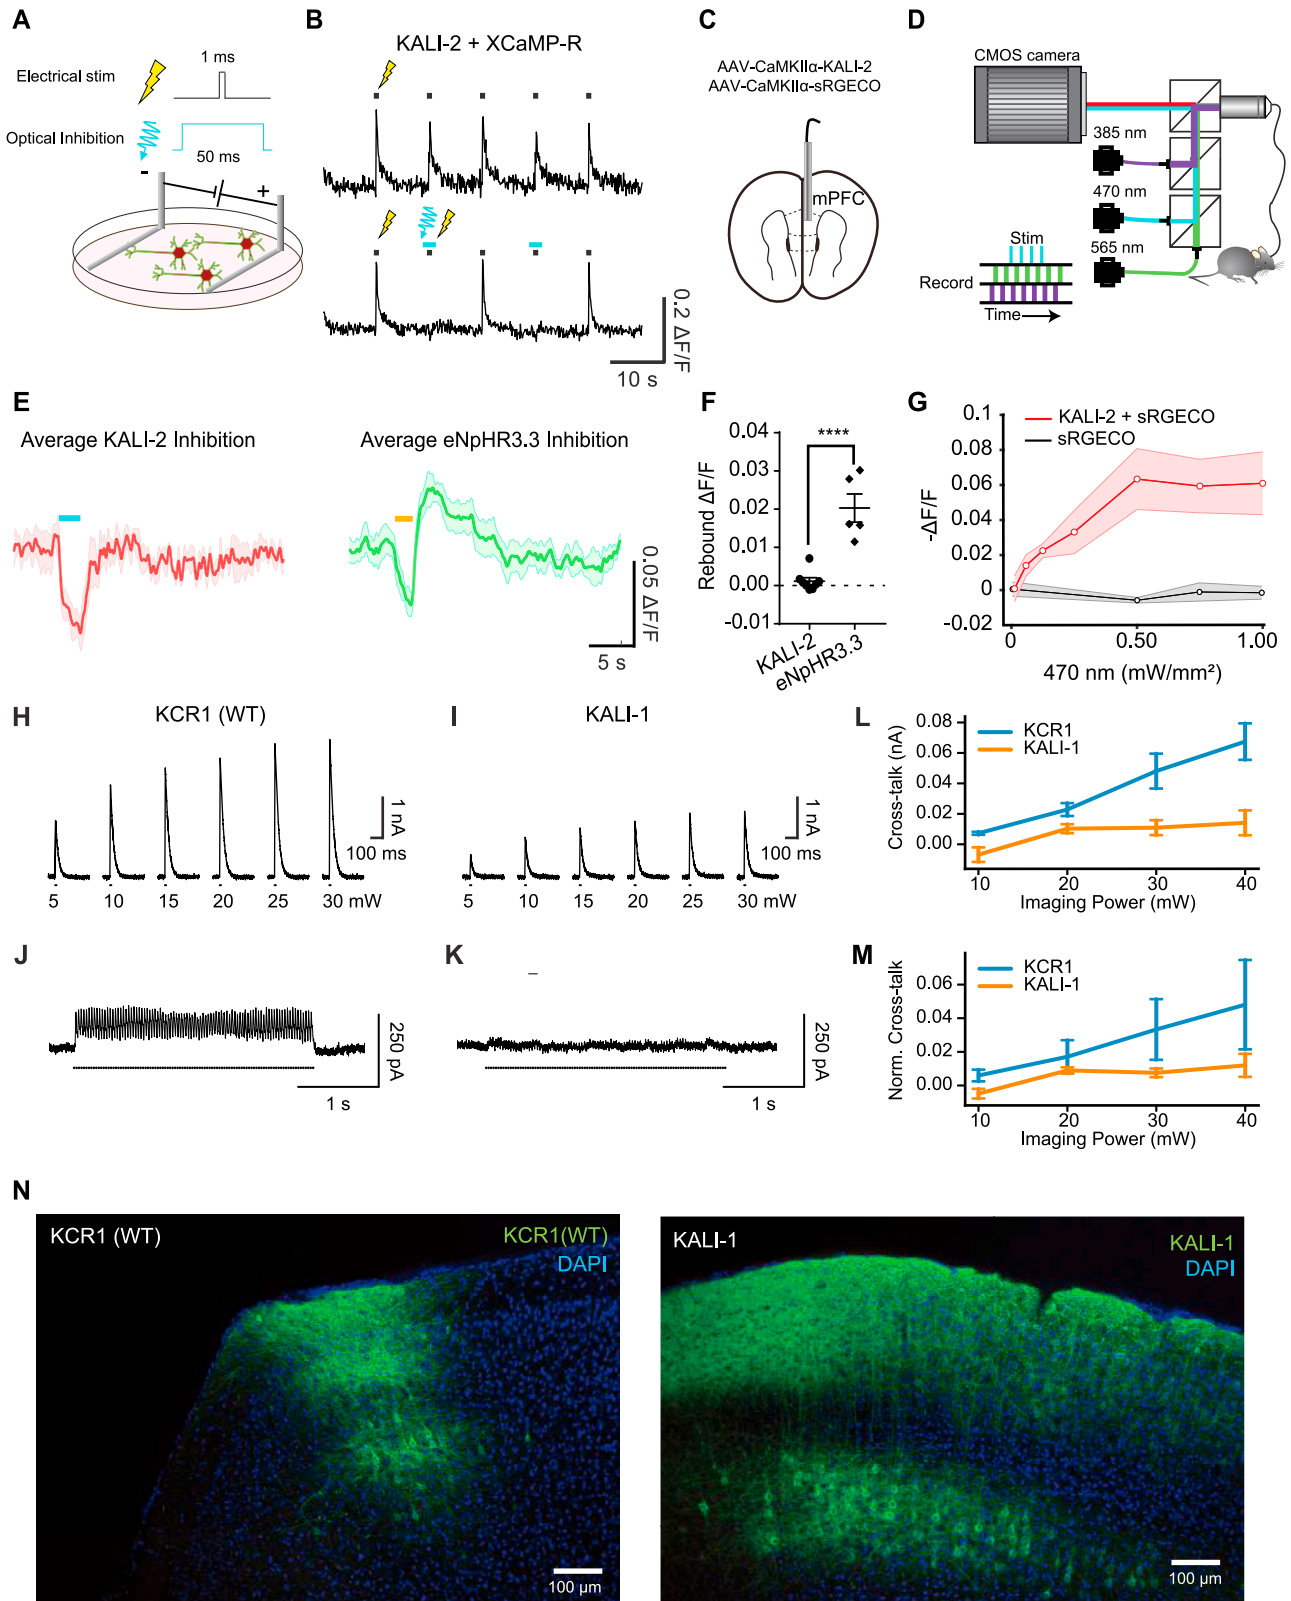 A
Electrical stim
1 ms
Optical Inhibition
50 ms
-
+
B
KALI-2 + XCaMP-R
0.2 ΔF/F
10 s
C
AAV-CaMKIIα-KALI-2
AAV-CaMKIIα-sRGECO
mPFC
D
CMOS camera
385 nm
470 nm
565 nm
Stim
Record
Time
E
Average KALI-2 Inhibition
Average eNpHR3.3 Inhibition
0.05 ΔF/F
5 s
F
Rebound ΔF/F
0.04
0.03
0.02
0.01
0.00
-0.01
****
KALI-2
eNpHR3.3
G
-ΔF/F
0.1
0.08
0.06
0.04
0.02
0
-0.02
KALI-2 + sRGECO
sRGECO
0
0.50
1.00
470 nm (mW/mm²)
H
KCR1 (WT)
1 nA
100 ms
5 10 15 20 25 30 mW
I
KALI-1
1 nA
100 ms
5 10 15 20 25 30 mW
J
250 pA
1 s
K
250 pA
1 s
L
Cross-talk (nA)
0.08
0.06
0.04
0.02
0.00
KCR1
KALI-1
10 20 30 40
Imaging Power (mW)
M
Norm. Cross-talk
0.06
0.04
0.02
0.00
KCR1
KALI-1
10 20 30 40
Imaging Power (mW)
N
KCR1 (WT)
KCR1(WT)
DAPI
100 µm
KALI-1
KALI-1
DAPI
100 µm